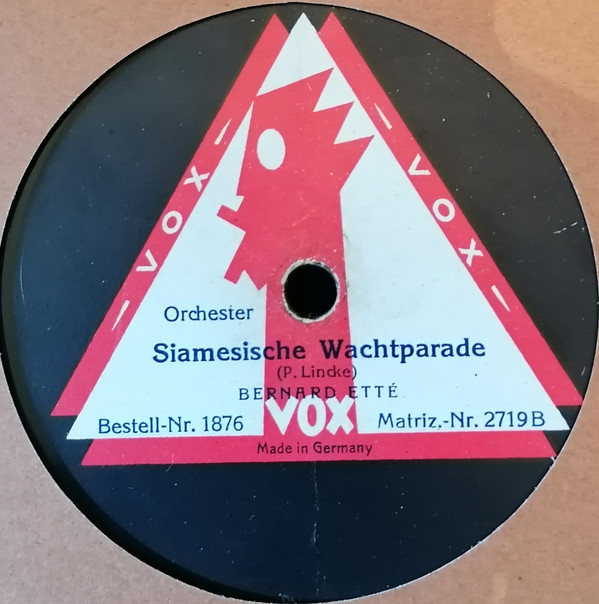 — VOX —
— VOX —
Orchester
Siamesische Wachtparade
(P. Lincke)
BERNARD ETTÉ
Bestell-Nr. 1876
VOX
Matriz.-Nr. 2719 B
Made in Germany